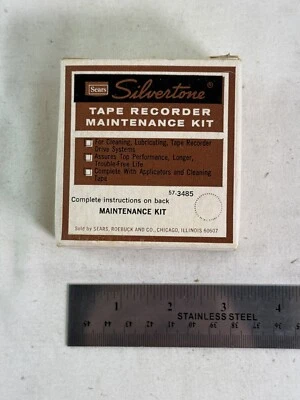 Sears
Silvertone®
TAPE RECORDER
MAINTENANCE KIT
For Cleaning, Lubricating, Tape Recorder
Drive Systems
Assures Top Performance, Longer,
Trouble-Free Life
Complete With Applicators and Cleaning
Tape
57-3485
Complete instructions on back
MAINTENANCE KIT
Sold by SEARS, ROEBUCK AND CO., CHICAGO, ILLINOIS 60607
1 2 3 4
STAINLESS STEEL